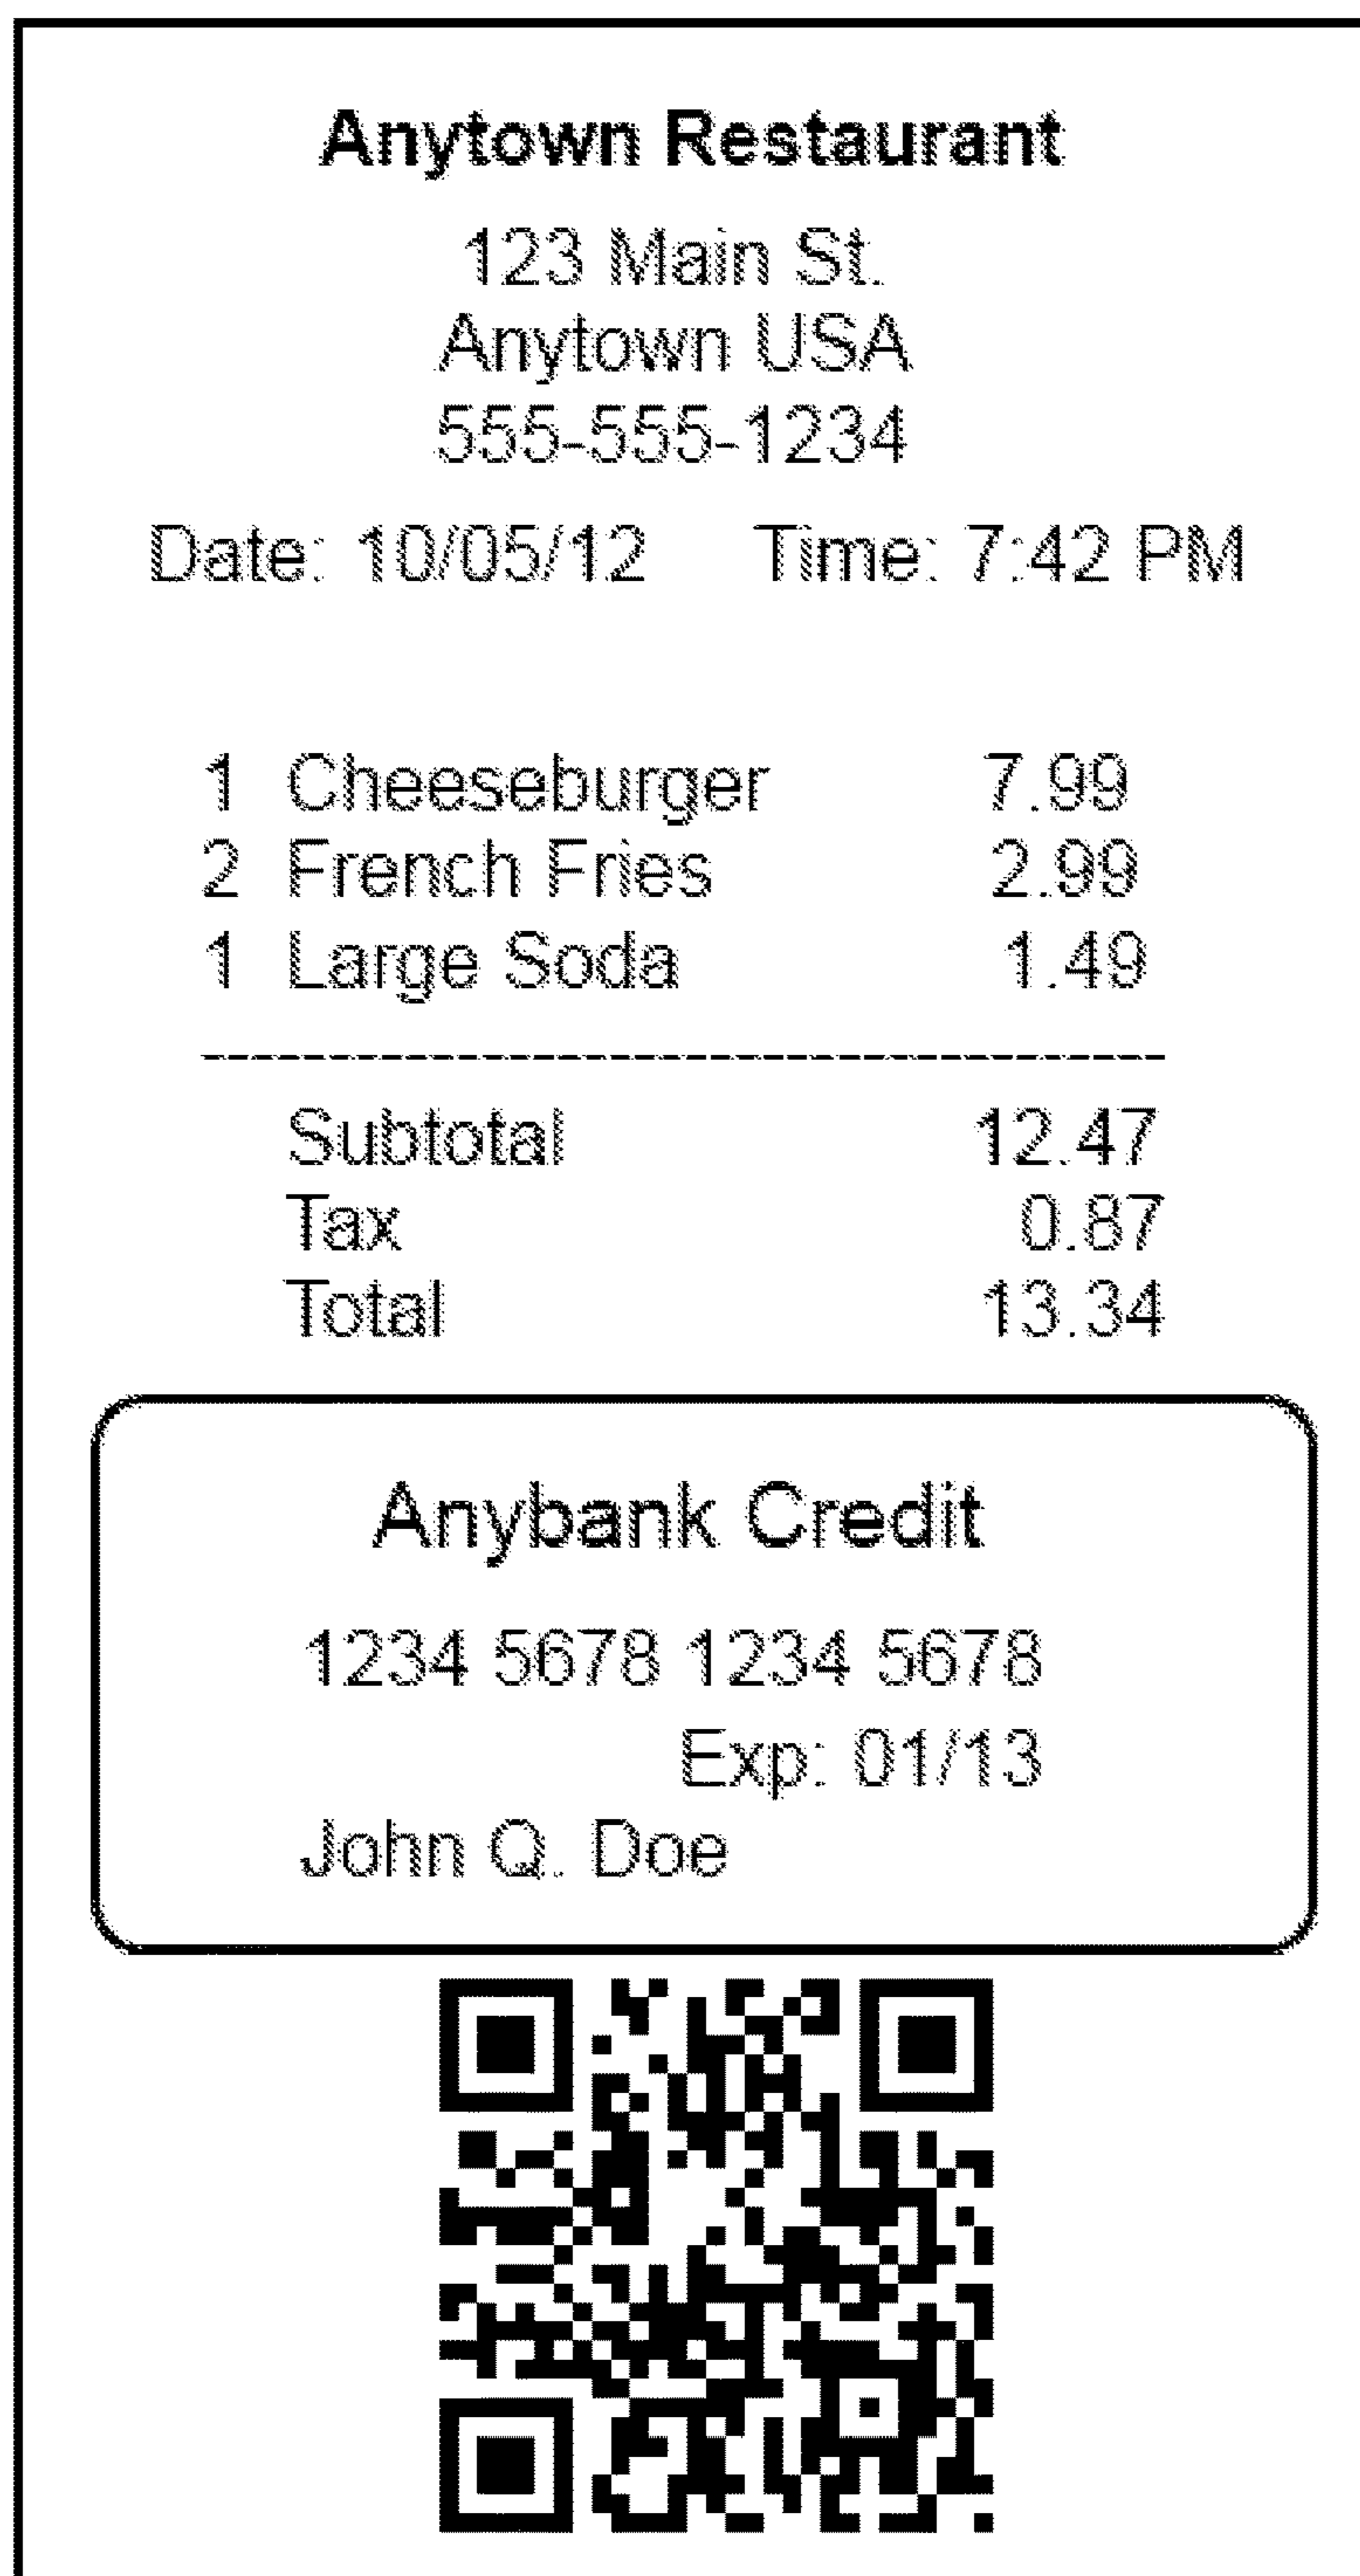 Anytown Restaurant
123 Main St.
Anytown USA
555-555-1234
Date: 10/05/12 Time: 7:42 PM
1 Cheeseburger 7.99
2 French Fries 2.99
1 Large Soda 1.49
------------------------------------------
Subtotal 12.47
Tax 0.87
Total 13.34
Anybank Credit
1234 5678 1234 5678
Exp: 01/13
John Q. Doe